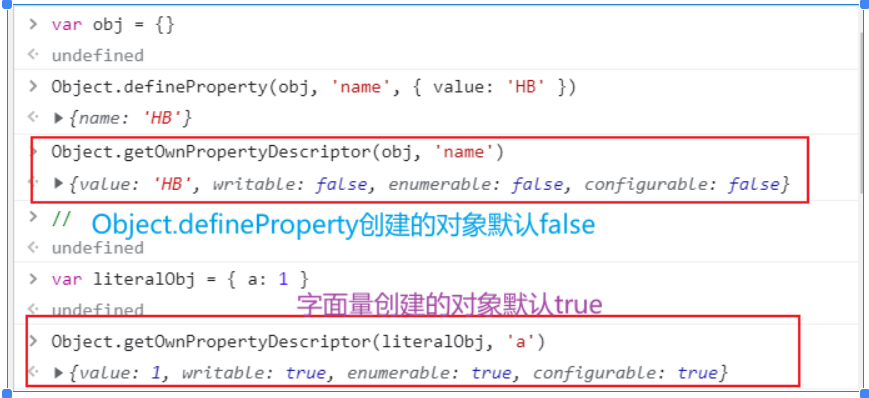 > var obj = {}
<· undefined
> Object.defineProperty(obj, 'name', { value: 'HB' })
<· ▶{name: 'HB'}
> Object.getOwnPropertyDescriptor(obj, 'name')
<· ▶{value: 'HB', writable: false, enumerable: false, configurable: false}
> // Object.defineProperty创建的对象默认false
<· undefined
> var literalObj = { a: 1 }
字面量创建的对象默认true
<· undefined
> Object.getOwnPropertyDescriptor(literalObj, 'a')
<· ▶{value: 1, writable: true, enumerable: true, configurable: true}